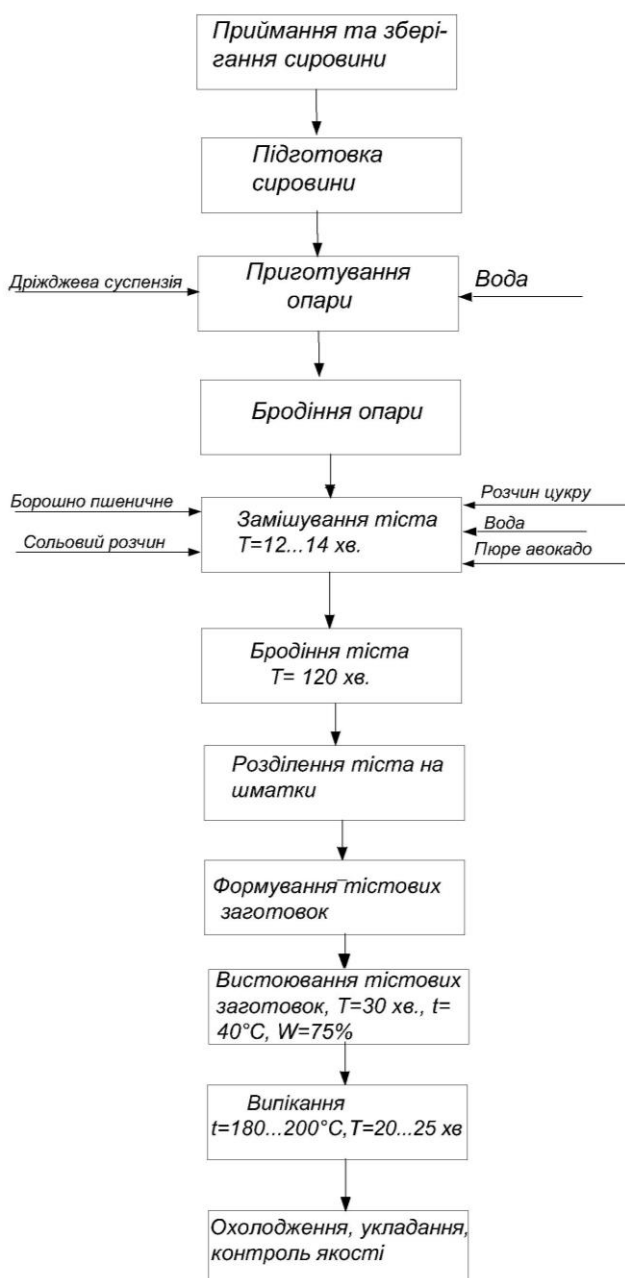 Приймання та збері-
гання сировини
Підготовка
сировини
Дріжджева суспензія
Приготування
опари
Вода
Бродіння опари
Борошно пшеничне
Сольовий розчин
Замішування тіста
Т=12...14 хв.
Розчин цукру
Вода
Пюре авокадо
Бродіння тіста
Т= 120 хв.
Розділення тіста на
шматки
Формування тістових
заготовок
Вистоювання тістових
заготовок, Т=30 хв., t=
40°C, W=75%
Випікання
t=180...200°C,Т=20...25 хв
Охолодження, укладання,
контроль якості